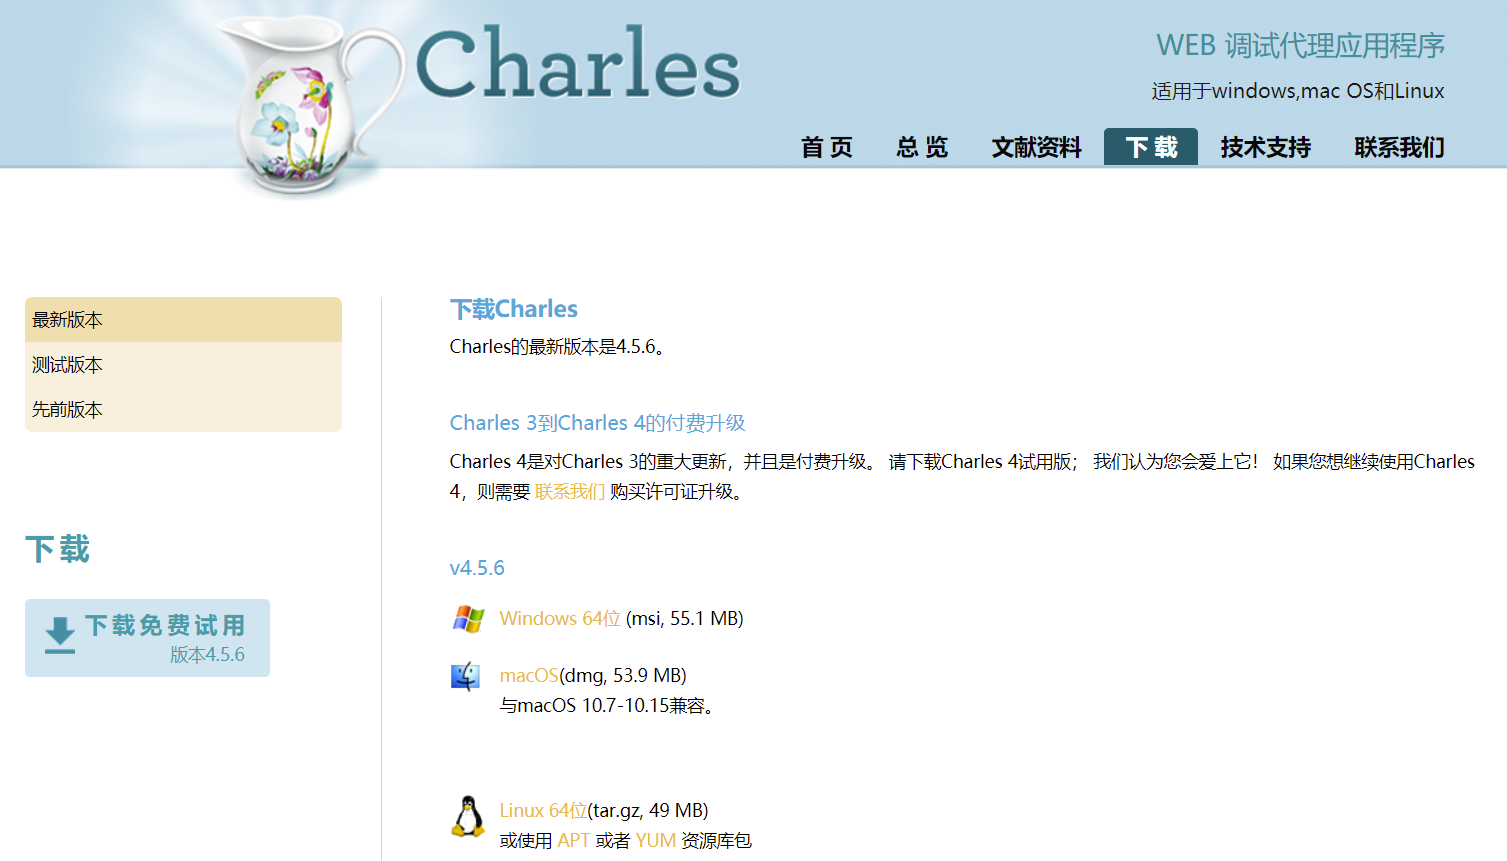 Charles
WEB 调试代理应用程序
适用于windows,mac OS和Linux
首 页 总 览 文献资料 下 载 技术支持 联系我们
最新版本
测试版本
先前版本
下载
下载免费试用
版本4.5.6
下载Charles
Charles的最新版本是4.5.6。
Charles 3到Charles 4的付费升级
Charles 4是对Charles 3的重大更新，并且是付费升级。 请下载Charles 4试用版； 我们认为您会爱上它！ 如果您想继续使用Charles
4，则需要 联系我们 购买许可证升级。
v4.5.6
Windows 64位 (msi, 55.1 MB)
macOS(dmg, 53.9 MB)
与macOS 10.7-10.15兼容。
Linux 64位(tar.gz, 49 MB)
或使用 APT 或者 YUM 资源库包